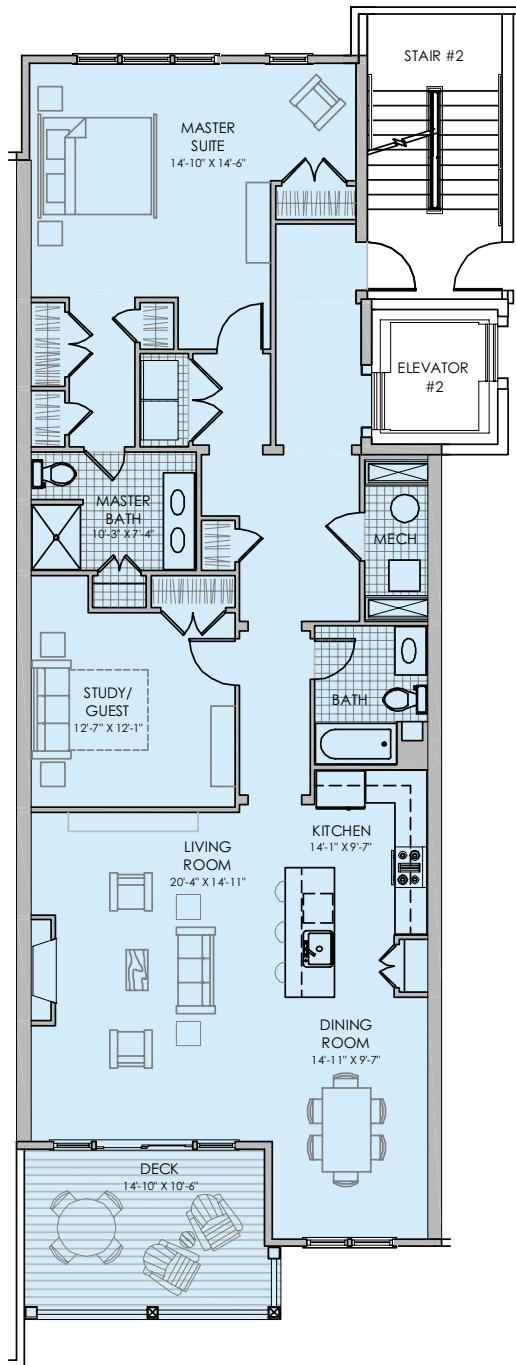 STAIR #2
MASTER
SUITE
14'-10" X 14'-6"
ELEVATOR
#2
MASTER
BATH
10'-3" X 7'-4"
MECH
STUDY/
GUEST
12'-7" X 12'-1"
BATH
KITCHEN
14'-1" X 9'-7"
LIVING
ROOM
20'-4" X 14'-11"
DINING
ROOM
14'-11" X 9'-7"
DECK
14'-10" X 10'-6"